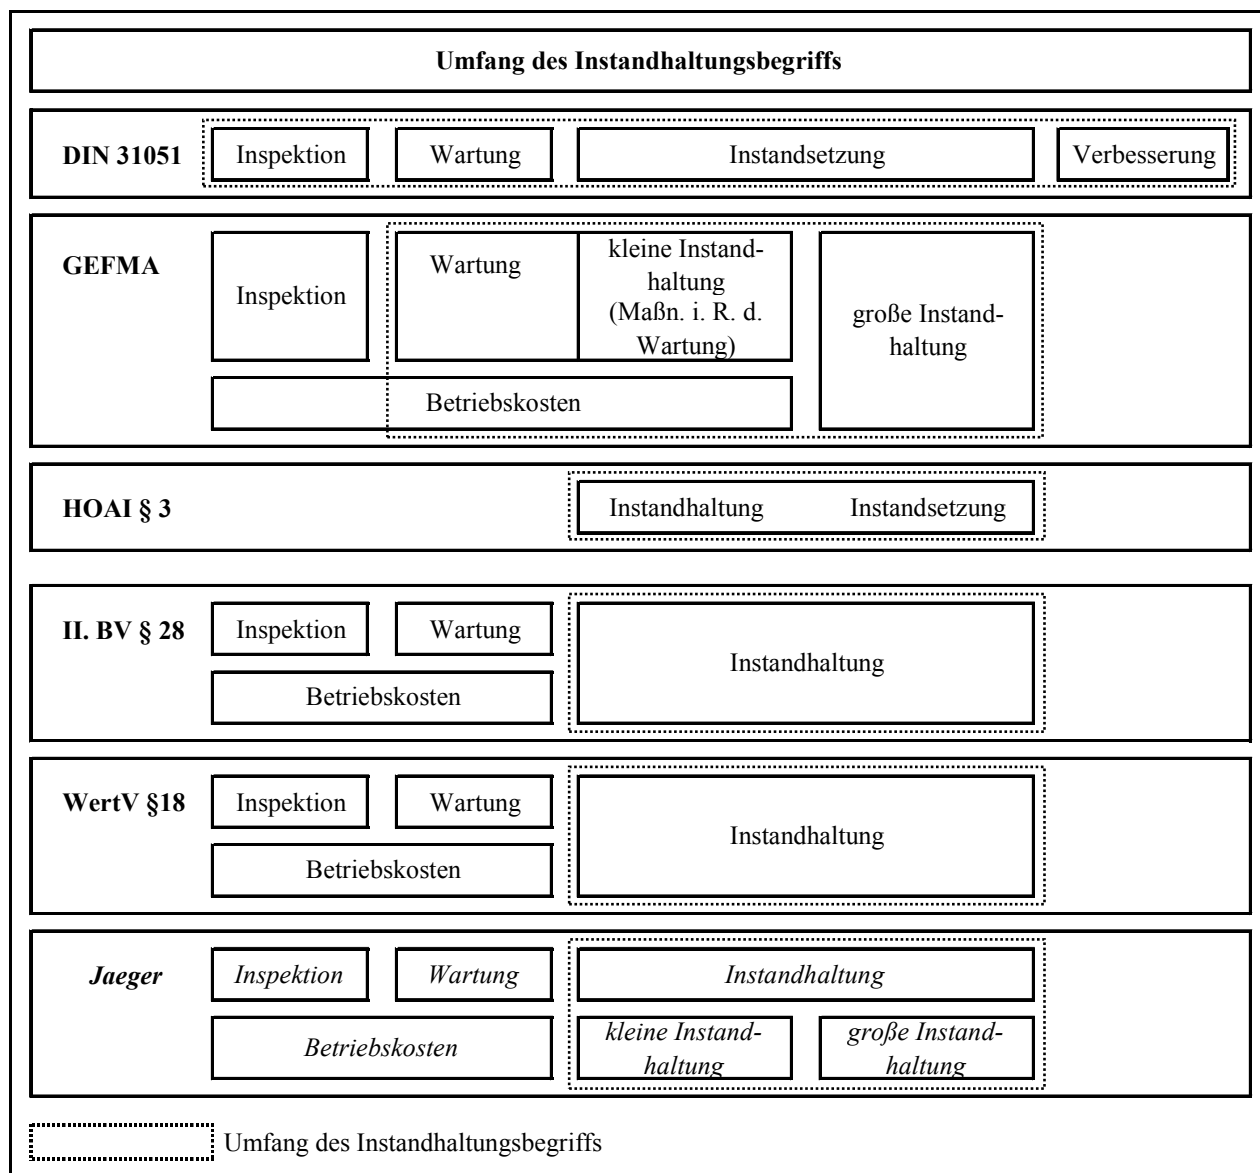 Umfang des Instandhaltungsbegriffs
DIN 31051 Inspektion Wartung Instandsetzung Verbesserung
GEFMA
Inspektion
Wartung
kleine Instand-
haltung
(Maßn. i. R. d.
Wartung)
große Instand-
haltung
Betriebskosten
HOAI § 3 Instandhaltung Instandsetzung
II. BV § 28 Inspektion Wartung
Instandhaltung
Betriebskosten
WertV §18 Inspektion Wartung
Instandhaltung
Betriebskosten
Jaeger Inspektion Wartung Instandhaltung
Betriebskosten
kleine Instand-
haltung
große Instand-
haltung
Umfang des Instandhaltungsbegriffs